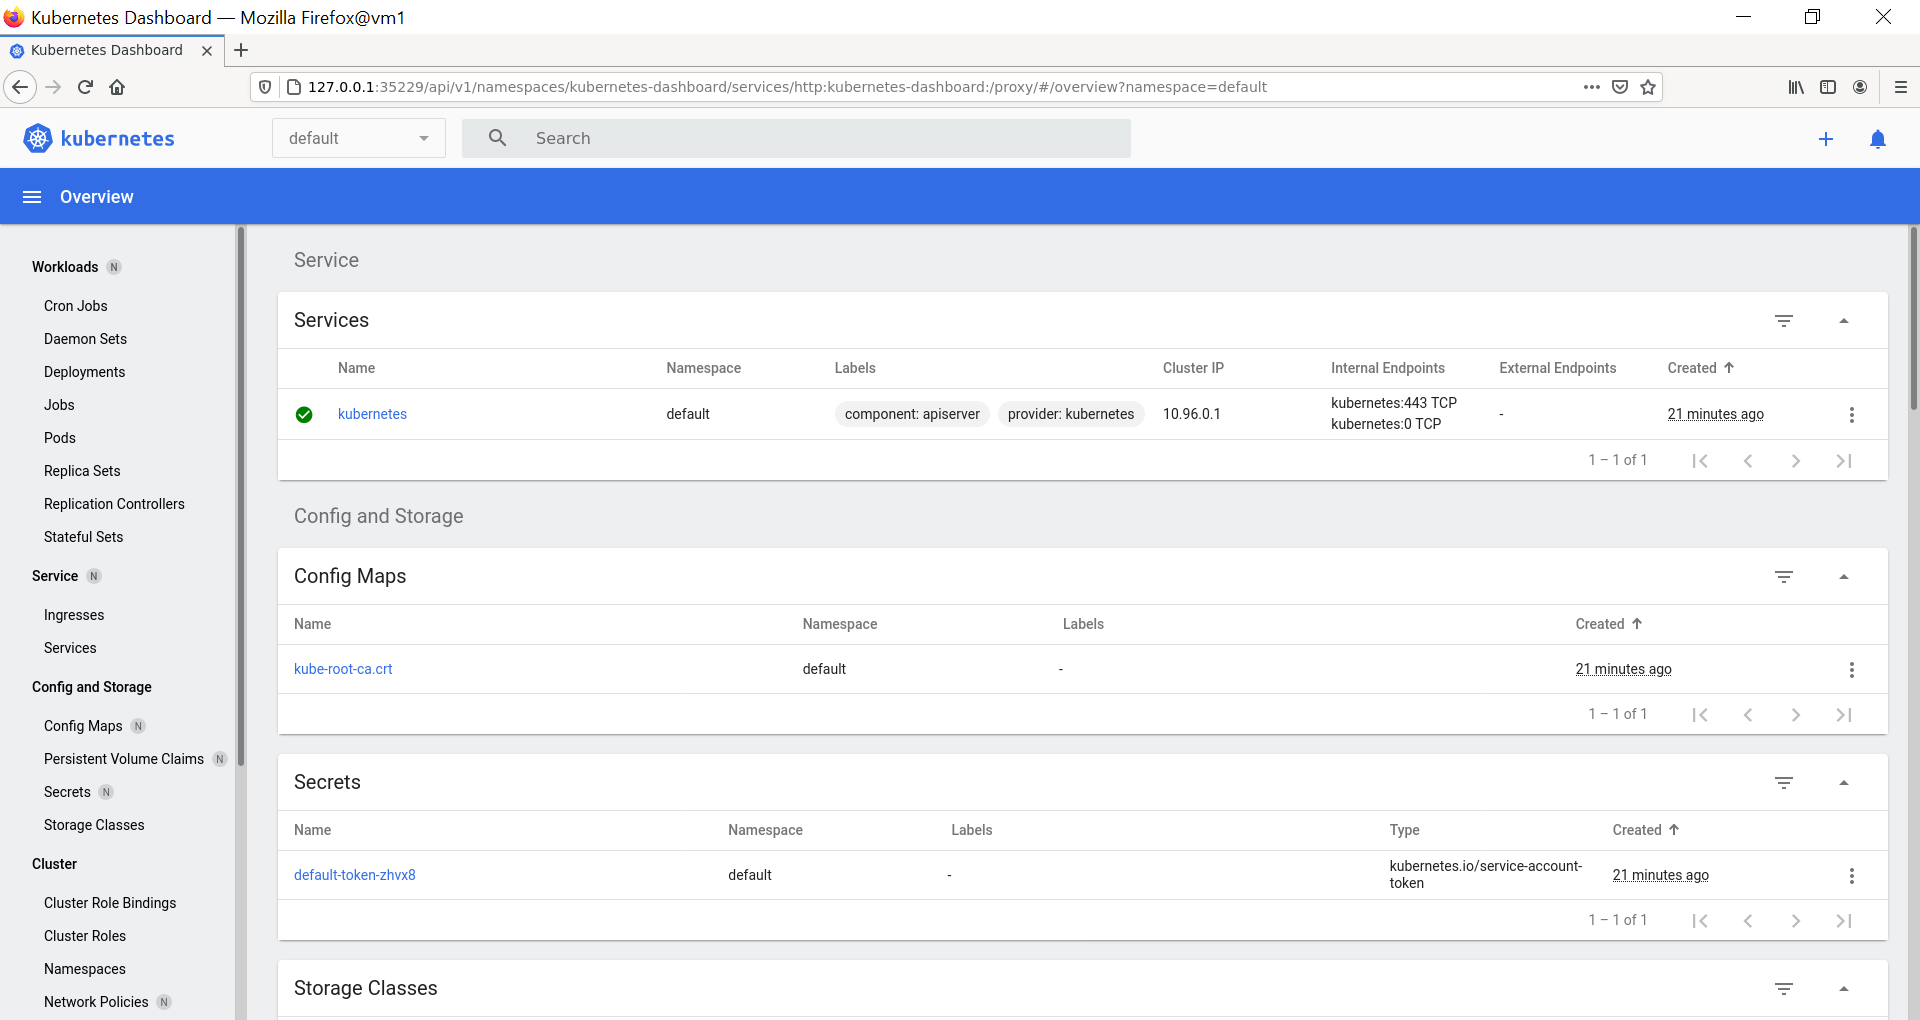 Kubernetes Dashboard — Mozilla Firefox@vm1
Kubernetes Dashboard
127.0.0.1:35229/api/v1/namespaces/kubernetes-dashboard/services/http:kubernetes-dashboard:/proxy/#/overview?namespace=default
kubernetes
default
Search
Overview
Workloads N
Cron Jobs
Daemon Sets
Deployments
Jobs
Pods
Replica Sets
Replication Controllers
Stateful Sets
Service N
Ingresses
Services
Config and Storage
Config Maps N
Persistent Volume Claims N
Secrets N
Storage Classes
Cluster
Cluster Role Bindings
Cluster Roles
Namespaces
Network Policies N
Service
Services
Name Namespace Labels Cluster IP Internal Endpoints External Endpoints Created
kubernetes default component: apiserver provider: kubernetes 10.96.0.1 kubernetes:443 TCP - 21 minutes ago
kubernetes:0 TCP
1 – 1 of 1
Config and Storage
Config Maps
Name Namespace Labels Created
kube-root-ca.crt default - 21 minutes ago
1 – 1 of 1
Secrets
Name Namespace Labels Type Created
default-token-zhvx8 default - kubernetes.io/service-account- 21 minutes ago
token
1 – 1 of 1
Storage Classes